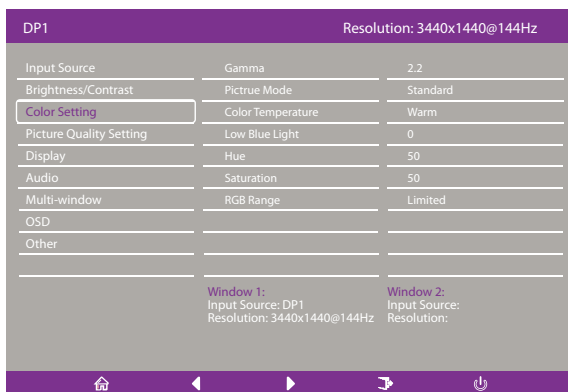 DP1 Resolution: 3440x1440@144Hz
Input Source Gamma 2.2
Brightness/Contrast Pictrue Mode Standard
Color Setting Color Temperature Warm
Picture Quality Setting Low Blue Light 0
Display Hue 50
Audio Saturation 50
Multi-window RGB Range Limited
OSD
Other
Window 1: Window 2:
Input Source: DP1 Input Source:
Resolution: 3440x1440@144Hz Resolution: